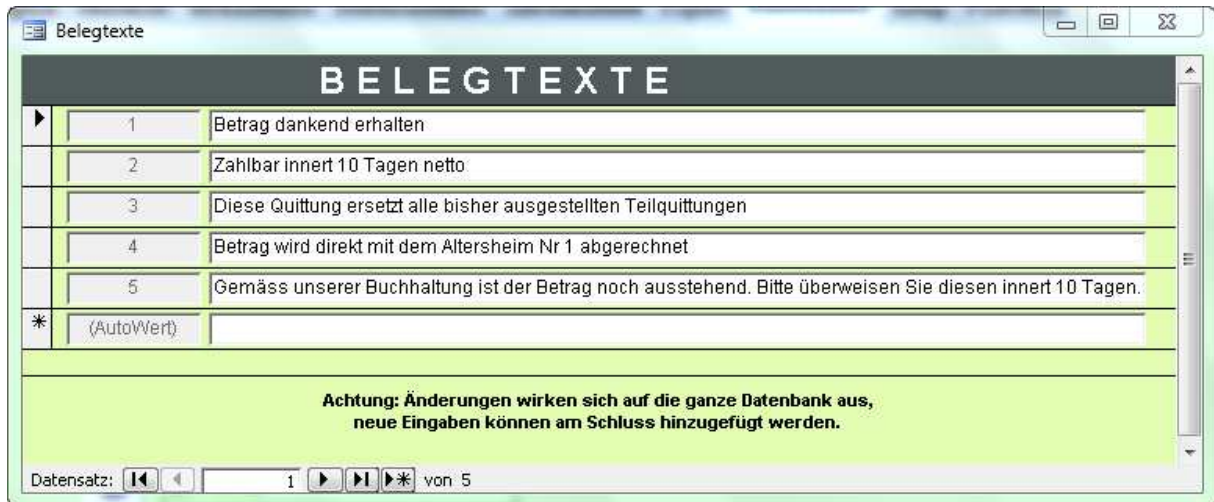 Belegtexte
BELEGTEXTE
1 Betrag dankend erhalten
2 Zahlbar innert 10 Tagen netto
3 Diese Quittung ersetzt alle bisher ausgestellten Teilquittungen
4 Betrag wird direkt mit dem Altersheim Nr 1 abgerechnet
5 Gemäss unserer Buchhaltung ist der Betrag noch ausstehend. Bitte überweisen Sie diesen innert 10 Tagen.
(AutoWert)
Achtung: Änderungen wirken sich auf die ganze Datenbank aus,
neue Eingaben können am Schluss hinzugefügt werden.
Datensatz: 1 von 5